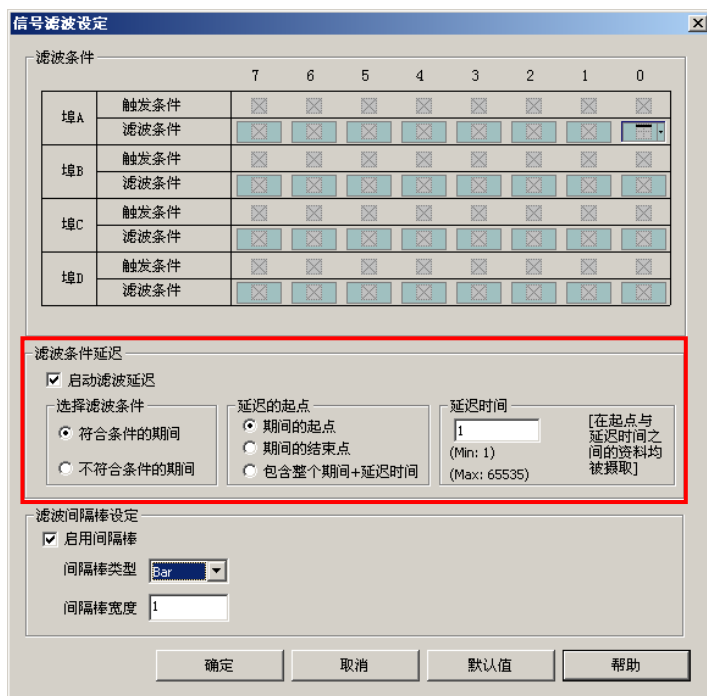 信号滤波设定
滤波条件
7 6 5 4 3 2 1 0
埠A
触发条件
滤波条件
埠B
触发条件
滤波条件
埠C
触发条件
滤波条件
埠D
触发条件
滤波条件
滤波条件延迟
启动滤波延迟
选择滤波条件
符合条件的期间
不符合条件的期间
延迟的起点
期间的起点
期间的结束点
包含整个期间+延迟时间
延迟时间
1
(Min: 1)
(Max: 65535)
[在起点与
延迟时间之
间的资料均
被摄取]
滤波间隔棒设定
启用间隔棒
间隔棒类型 Bar
间隔棒宽度 1
确定 取消 默认值 帮助